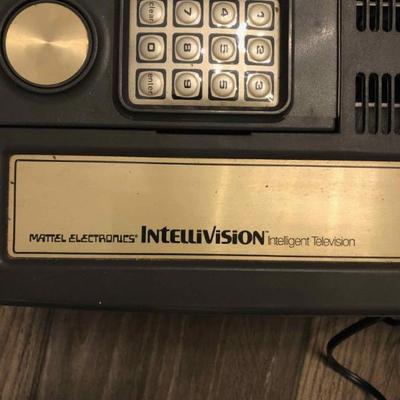 clear 7 4 1
0 8 5 2
enter 9 6 3
MATTEL ELECTRONICS® INTELLIVISION™ Intelligent Television